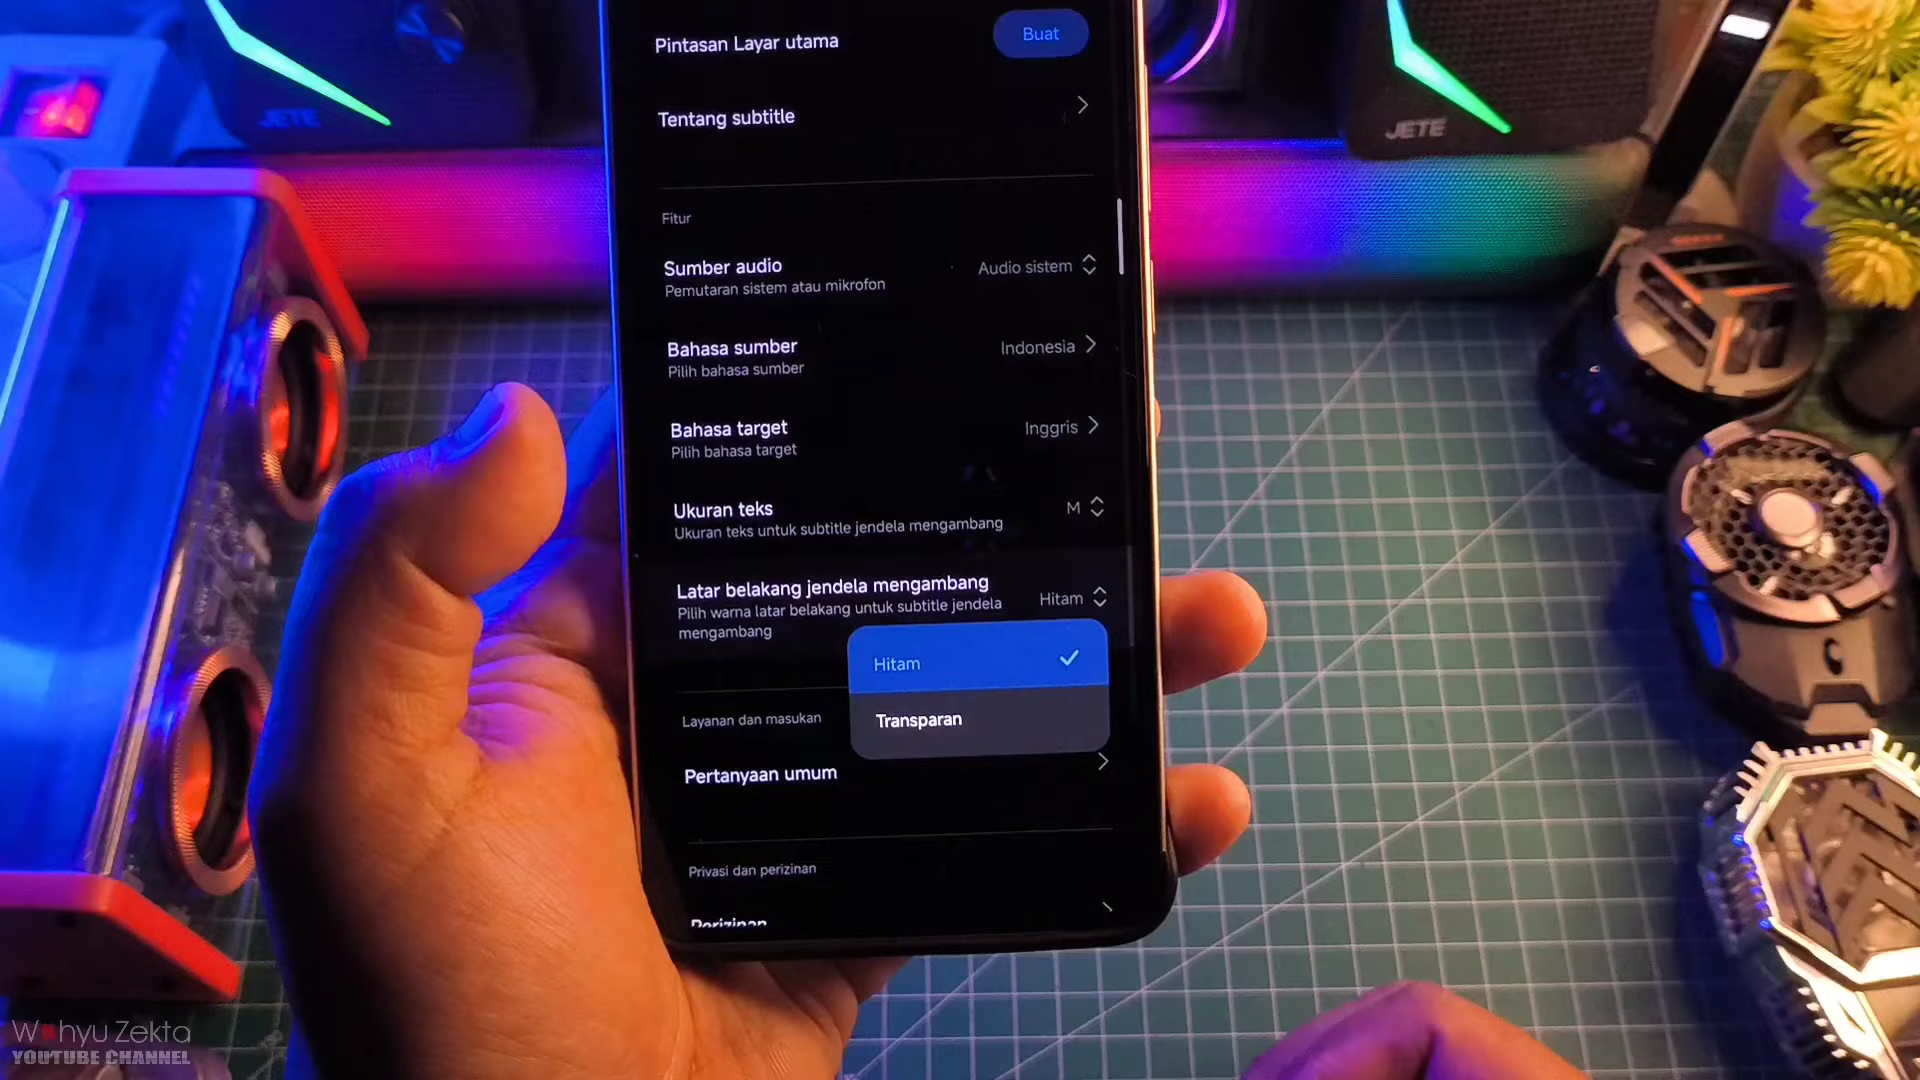 Pintasan Layar utama
Buat
Tentang subtitle
Fitur
Sumber audio
Pemutaran sistem atau mikrofon
Audio sistem
Bahasa sumber
Pilih bahasa sumber
Indonesia
Bahasa target
Pilih bahasa target
Inggris
Ukuran teks
Ukuran teks untuk subtitle jendela mengambang
M
Latar belakang jendela mengambang
Pilih warna latar belakang untuk subtitle jendela
mengambang
Hitam
Hitam
Transparan
Layanan dan masukan
Pertanyaan umum
Privasi dan perizinan
Perizinan
JETE
JETE
Wahyu Zekta
YOUTUBE CHANNEL